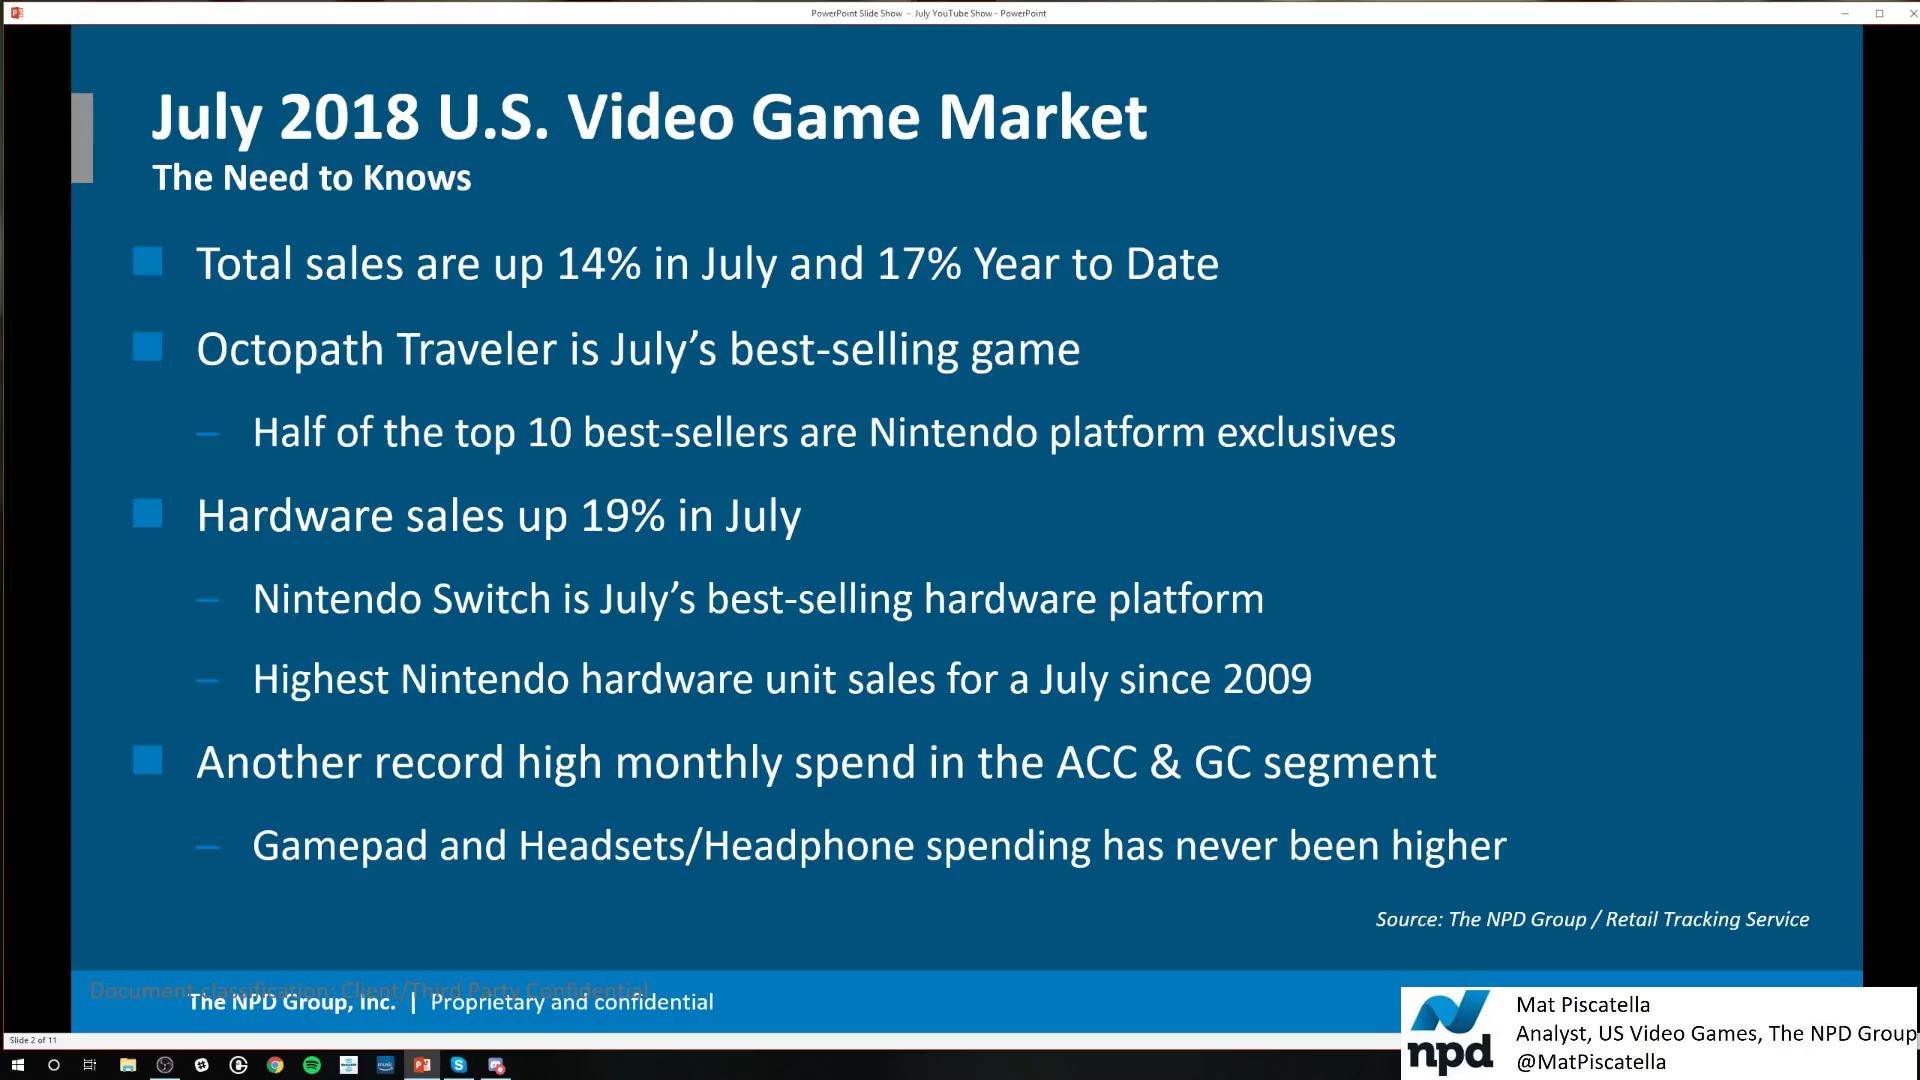 PowerPoint Slide Show - July YouTube Show - PowerPoint
July 2018 U.S. Video Game Market
The Need to Knows
Total sales are up 14% in July and 17% Year to Date
Octopath Traveler is July’s best-selling game
– Half of the top 10 best-sellers are Nintendo platform exclusives
Hardware sales up 19% in July
– Nintendo Switch is July’s best-selling hardware platform
– Highest Nintendo hardware unit sales for a July since 2009
Another record high monthly spend in the ACC & GC segment
– Gamepad and Headsets/Headphone spending has never been higher
Source: The NPD Group / Retail Tracking Service
Document classification: Client/Third Party Confidential
The NPD Group, Inc. | Proprietary and confidential
npd
Mat Piscatella
Analyst, US Video Games, The NPD Group
@MatPiscatella
Slide 2 of 11